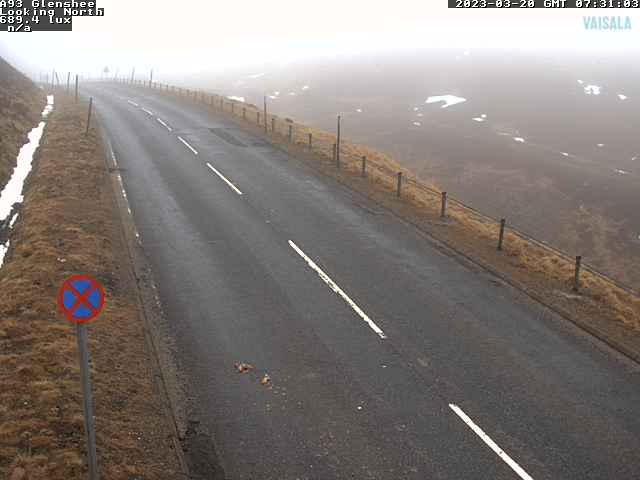 A93 Glenshee
Looking North
689.4 lux
n/a
2023-03-20 GMT 07:31:03
VAISALA